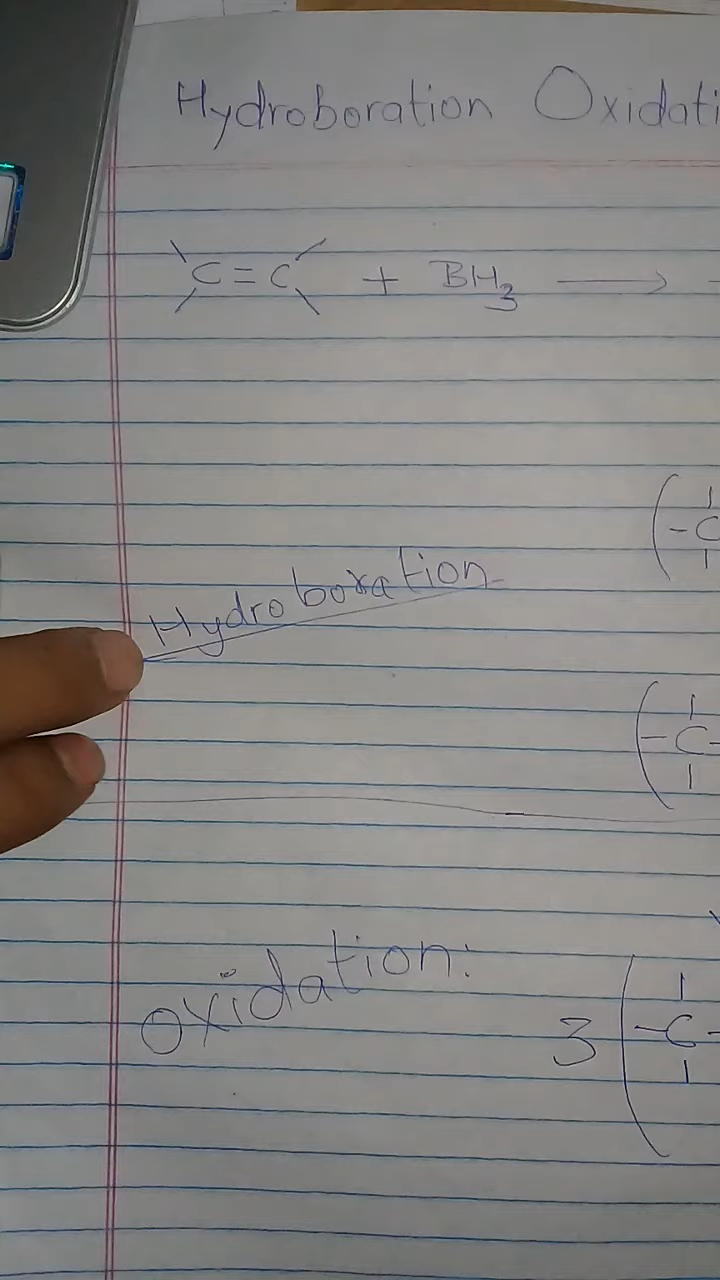 Hydroboration Oxidati
C = C + BH3 →
(-C
Hydroboration
(-C-
oxidation:
3 (-C-